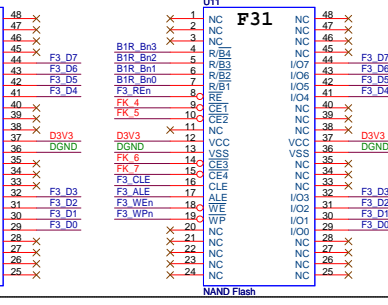 U11
F31
48 1 NC NC 48
47 2 NC NC 47
46 3 NC NC 46
45 B1R_Bn3 4 R/B4 NC 45
44 F3_D7 B1R_Bn2 5 R/B3 I/O7 44 F3_D7
43 F3_D6 B1R_Bn1 6 R/B2 I/O6 43 F3_D6
42 F3_D5 B1R_Bn0 7 R/B1 I/O5 42 F3_D5
41 F3_D4 F3_REn 8 RE I/O4 41 F3_D4
40 FK_4 9 CE1 NC 40
39 FK_5 10 CE2 NC 39
38 11 NC NC 38
37 D3V3 D3V3 12 VCC VCC 37 D3V3
36 DGND DGND 13 VSS VSS 36 DGND
35 FK_6 14 CE3 NC 35
34 FK_7 15 CE4 NC 34
33 F3_CLE 16 CLE NC 33
32 F3_D3 F3_ALE 17 ALE I/O3 32 F3_D3
31 F3_D2 F3_WEn 18 WE I/O2 31 F3_D2
30 F3_D1 F3_WPn 19 WP I/O1 30 F3_D1
29 F3_D0 20 NC I/O0 29 F3_D0
28 21 NC NC 28
27 22 NC NC 27
26 23 NC NC 26
25 24 NC NC 25
NAND Flash